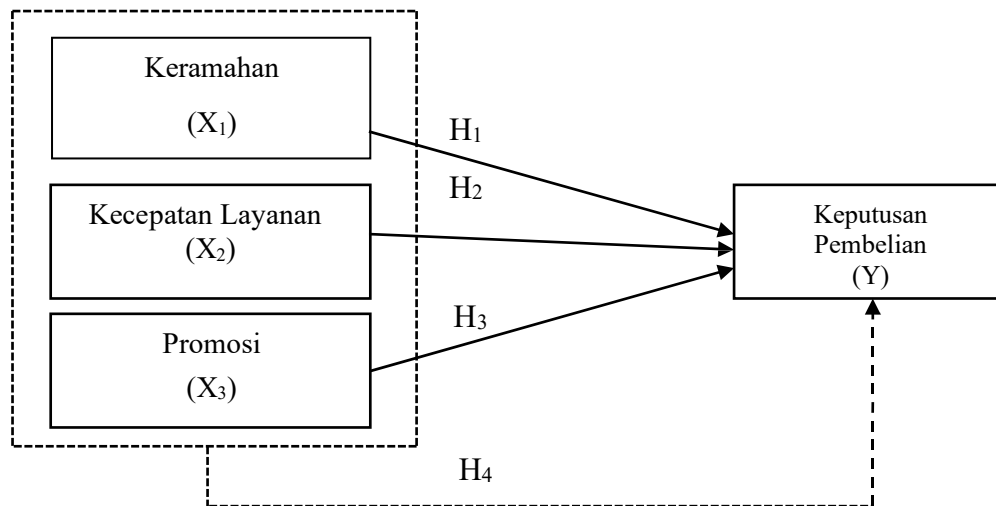 Keramahan
(X₁)
H₁
H₂
Kecepatan Layanan
(X₂)
Keputusan
Pembelian
(Y)
H₃
Promosi
(X₃)
H₄